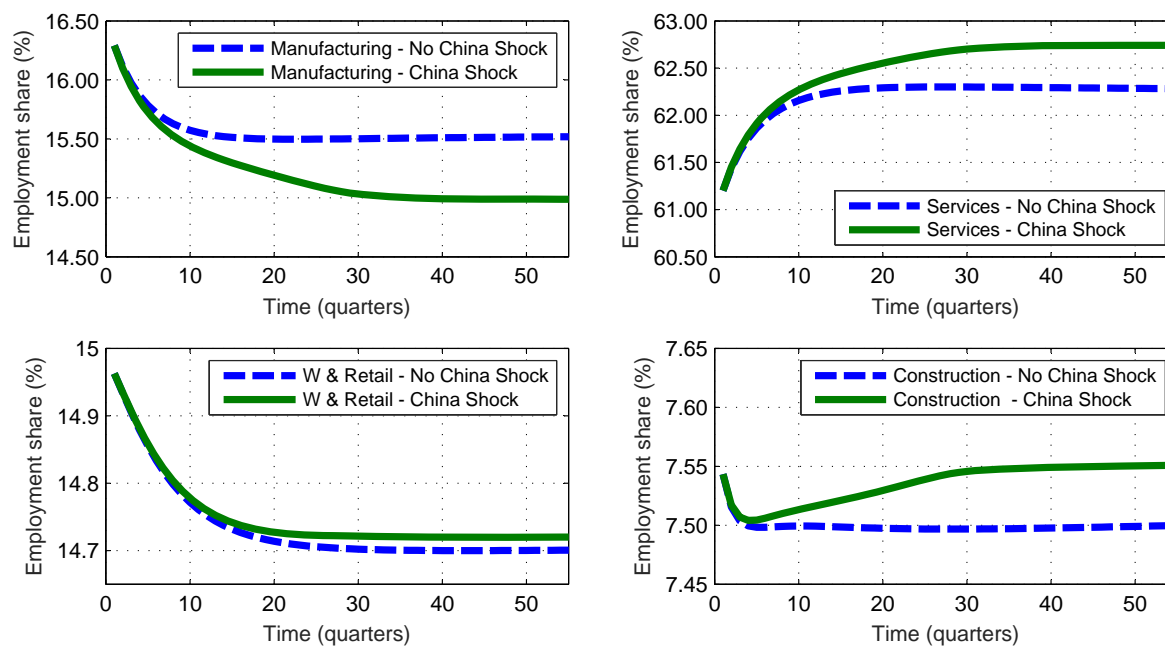 16.50
16.00
15.50
15.00
14.50
Employment share (%)
Manufacturing - No China Shock
Manufacturing - China Shock
0 10 20 30 40 50
Time (quarters)
63.00
62.50
62.00
61.50
61.00
60.50
Employment share (%)
Services - No China Shock
Services - China Shock
0 10 20 30 40 50
Time (quarters)
15
14.9
14.8
14.7
Employment share (%)
W & Retail - No China Shock
W & Retail - China Shock
0 10 20 30 40 50
Time (quarters)
7.65
7.60
7.55
7.50
7.45
Employment share (%)
Construction - No China Shock
Construction - China Shock
0 10 20 30 40 50
Time (quarters)